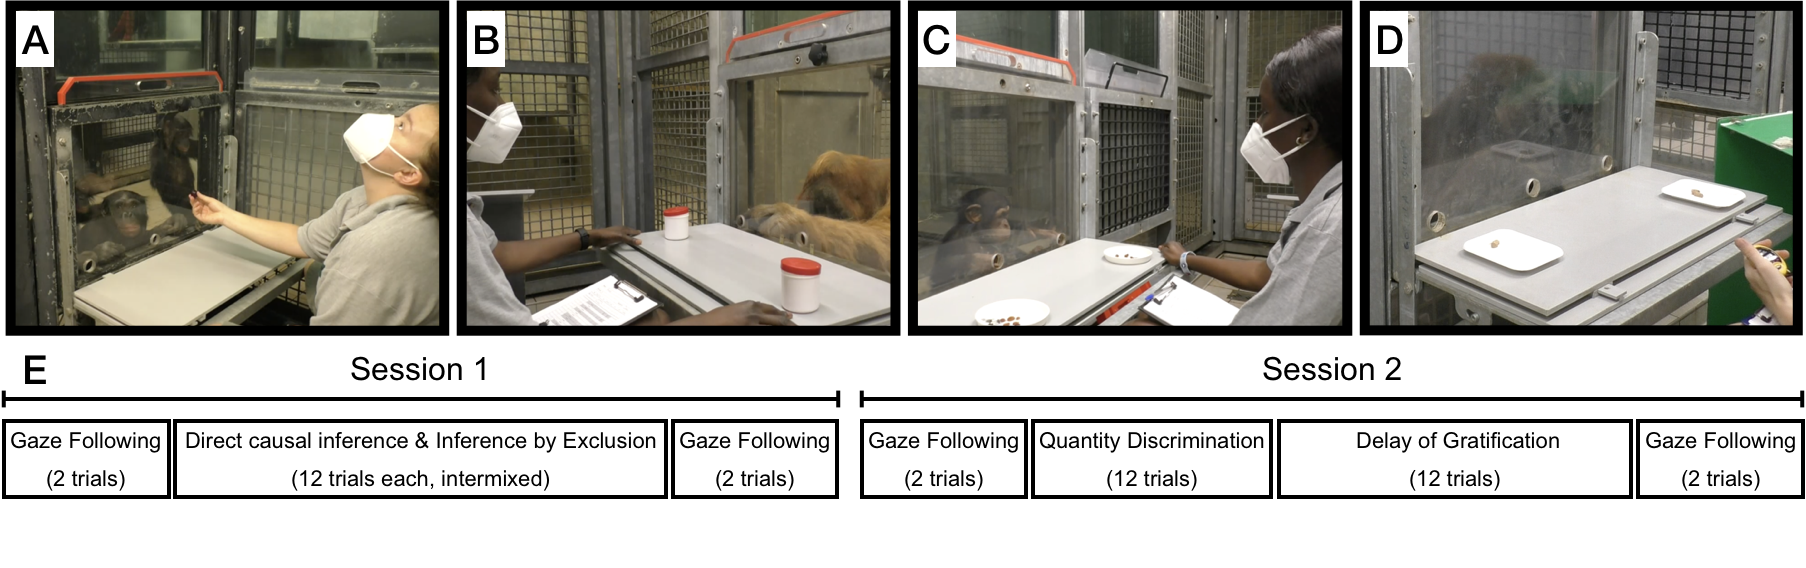 A
B
C
D
E
Session 1
Session 2
Gaze Following
(2 trials)
Direct causal inference & Inference by Exclusion
(12 trials each, intermixed)
Gaze Following
(2 trials)
Gaze Following
(2 trials)
Quantity Discrimination
(12 trials)
Delay of Gratification
(12 trials)
Gaze Following
(2 trials)